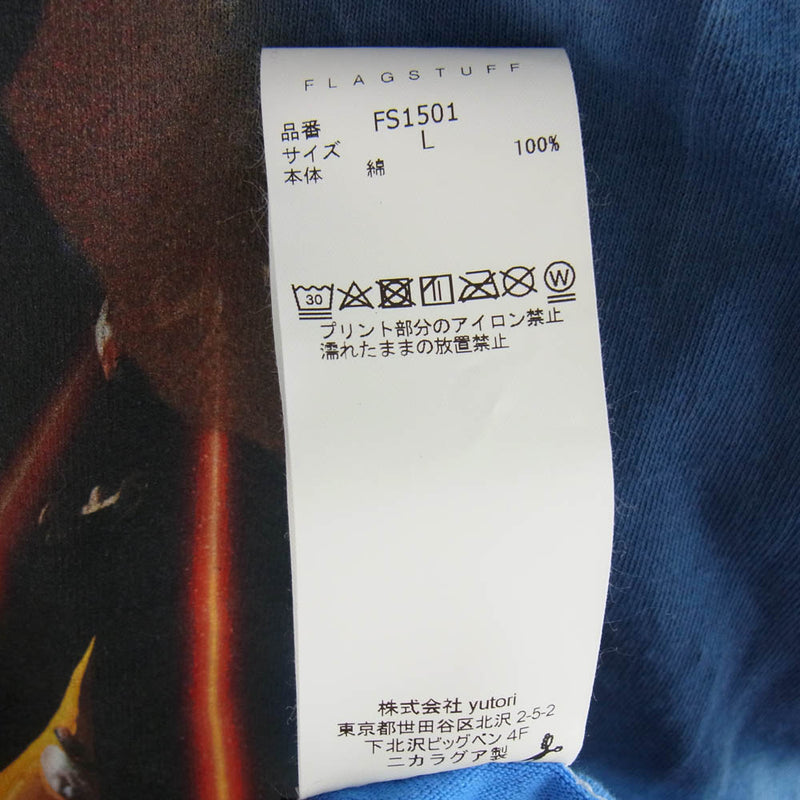 FLAGSTUFF
品番 FS1501
サイズ L
本体 綿 100%
30 W
プリント部分のアイロン禁止
濡れたままの放置禁止
株式会社 yutori
東京都世田谷区北沢 2-5-2
下北沢ビッグベン 4F
ニカラグア製